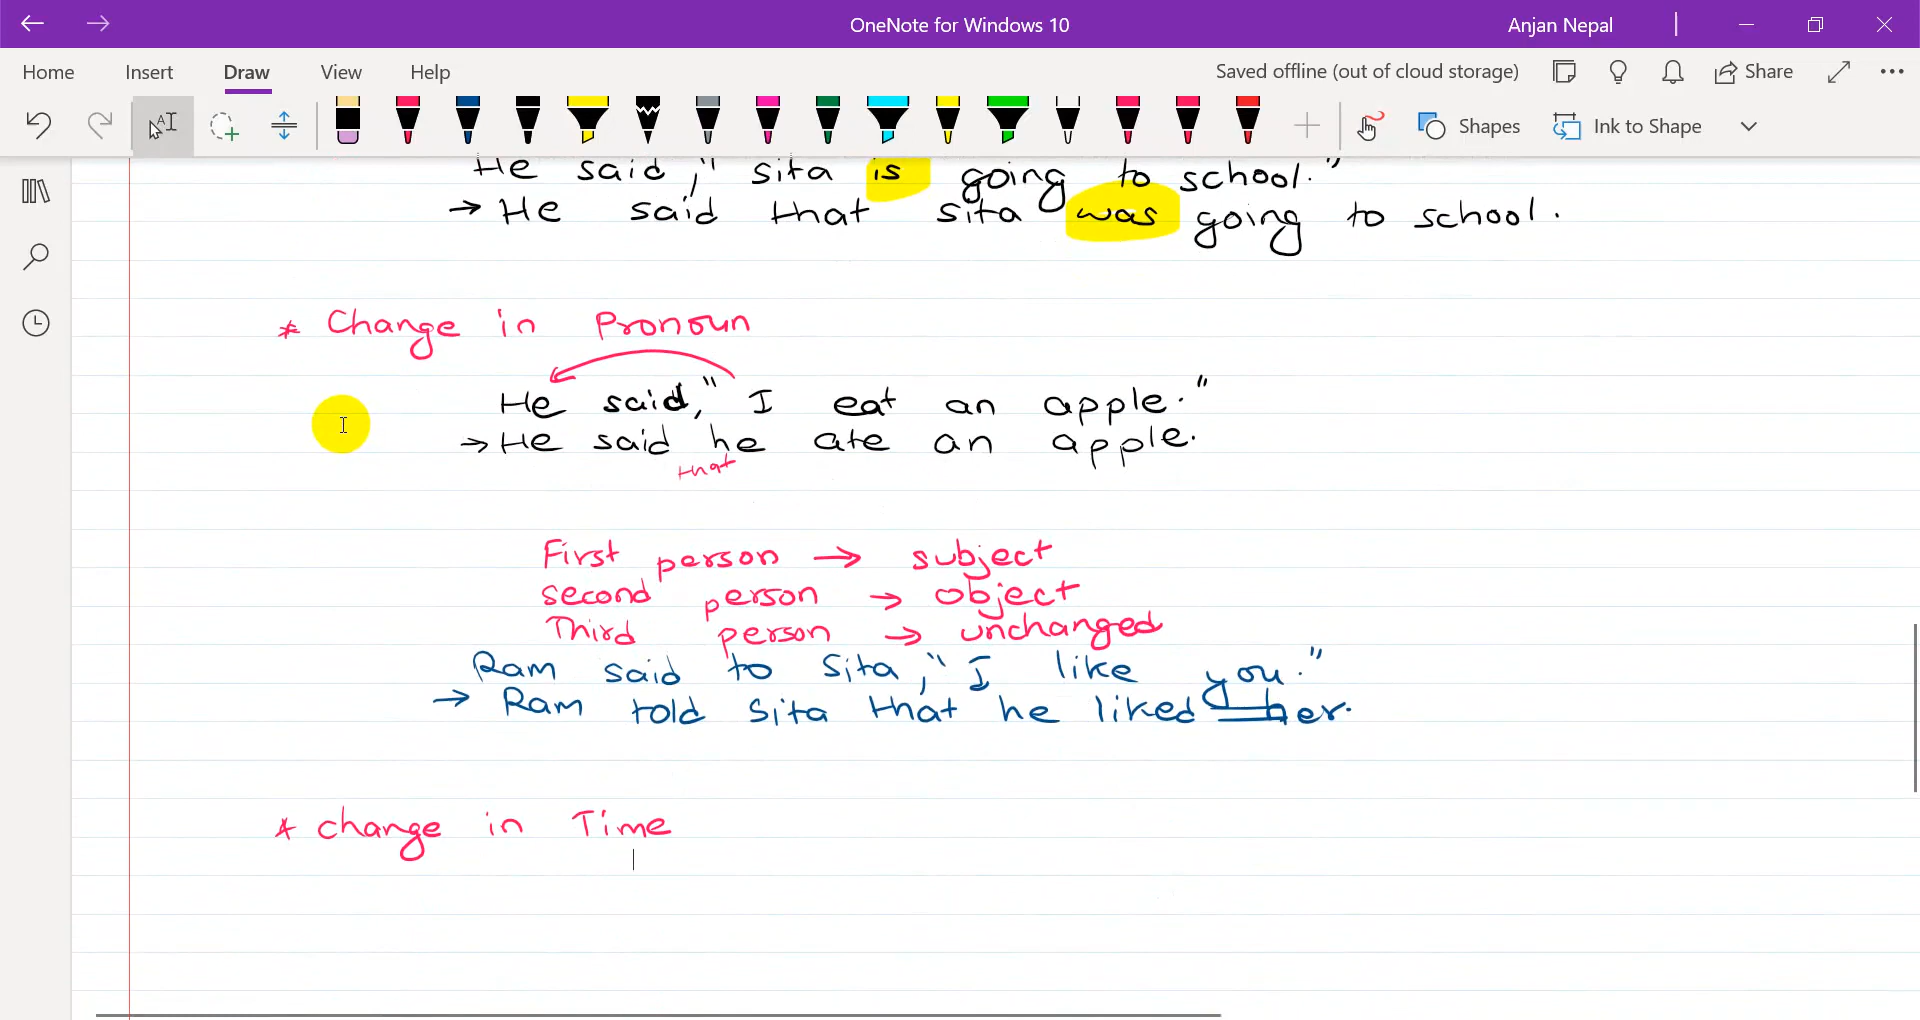 OneNote for Windows 10
Anjan Nepal
Home Insert Draw View Help
Saved offline (out of cloud storage)
Share
Shapes
Ink to Shape
He said," sita is going to school."
→ He said that sita was going to school.
* Change in Pronoun
He said," I eat an apple."
→ He said he ate an apple.
that
First person → subject
second person → object
Third person → unchanged
Ram said to Sita," I like you."
→ Ram told Sita that he liked her.
* change in Time